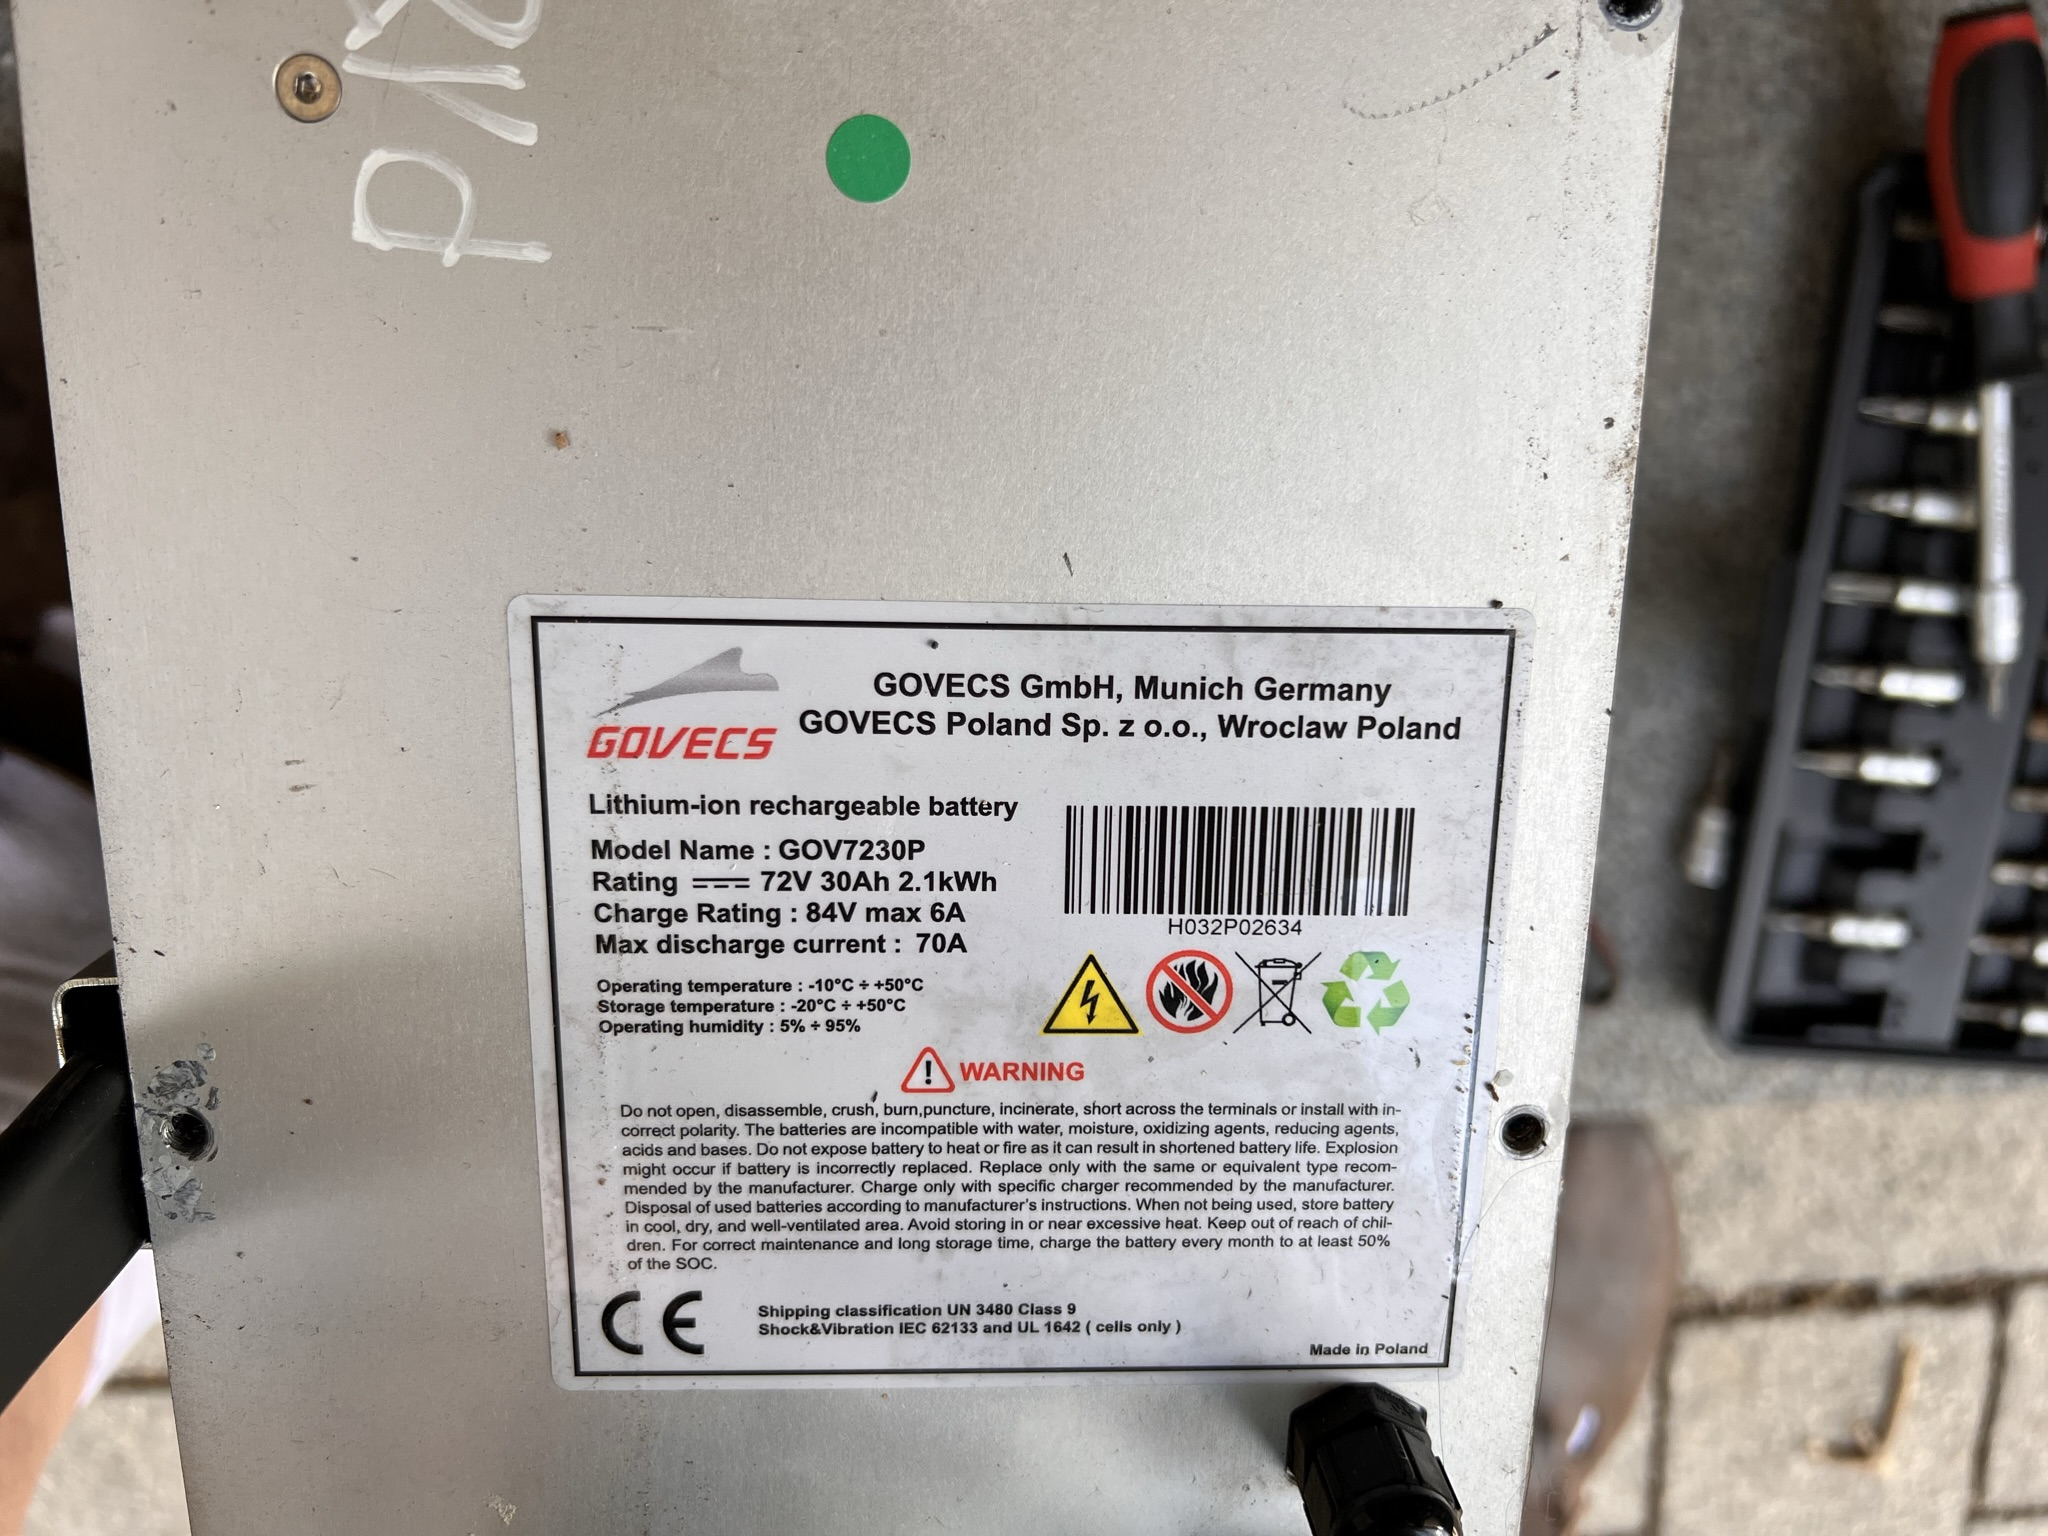 GOVECS
GOVECS GmbH, Munich Germany
GOVECS Poland Sp. z o.o., Wroclaw Poland
Lithium-ion rechargeable battery
Model Name : GOV7230P
Rating 72V 30Ah 2.1kWh
Charge Rating : 84V max 6A
Max discharge current : 70A
H032P02634
Operating temperature : -10°C ÷ +50°C
Storage temperature : -20°C ÷ +50°C
Operating humidity : 5% ÷ 95%
! WARNING
Do not open, disassemble, crush, burn,puncture, incinerate, short across the terminals or install with in-
correct polarity. The batteries are incompatible with water, moisture, oxidizing agents, reducing agents,
acids and bases. Do not expose battery to heat or fire as it can result in shortened battery life. Explosion
might occur if battery is incorrectly replaced. Replace only with the same or equivalent type recom-
mended by the manufacturer. Charge only with specific charger recommended by the manufacturer.
Disposal of used batteries according to manufacturer's instructions. When not being used, store battery
in cool, dry, and well-ventilated area. Avoid storing in or near excessive heat. Keep out of reach of chil-
dren. For correct maintenance and long storage time, charge the battery every month to at least 50%
of the SOC.
CE
Shipping classification UN 3480 Class 9
Shock&Vibration IEC 62133 and UL 1642 ( cells only )
Made in Poland